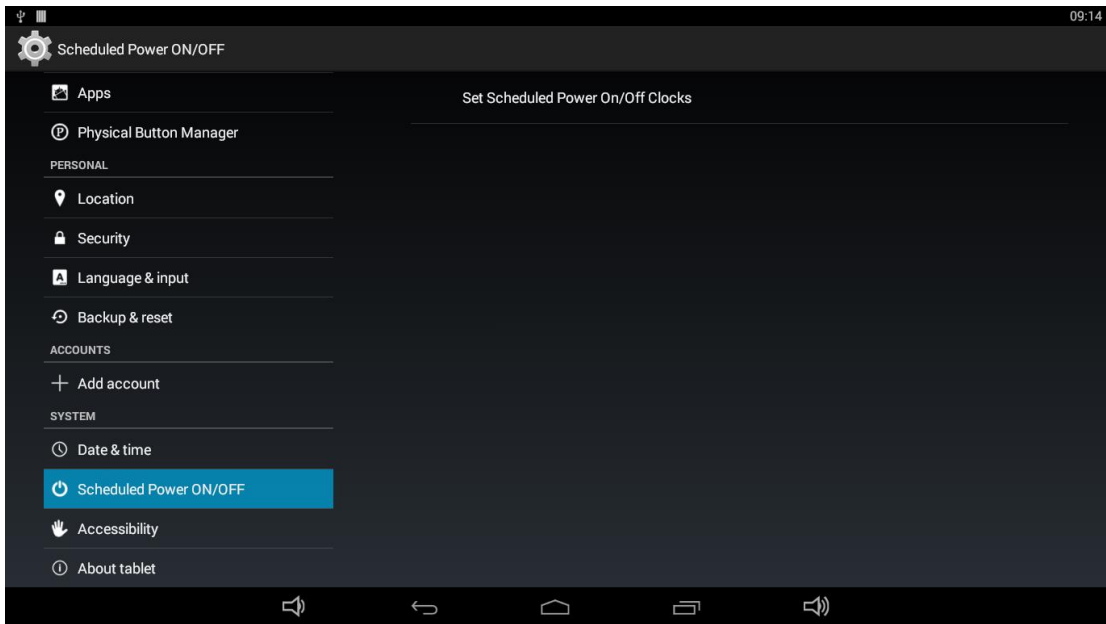 09:14
Scheduled Power ON/OFF
Apps
Physical Button Manager
PERSONAL
Location
Security
Language & input
Backup & reset
ACCOUNTS
Add account
SYSTEM
Date & time
Scheduled Power ON/OFF
Accessibility
About tablet
Set Scheduled Power On/Off Clocks